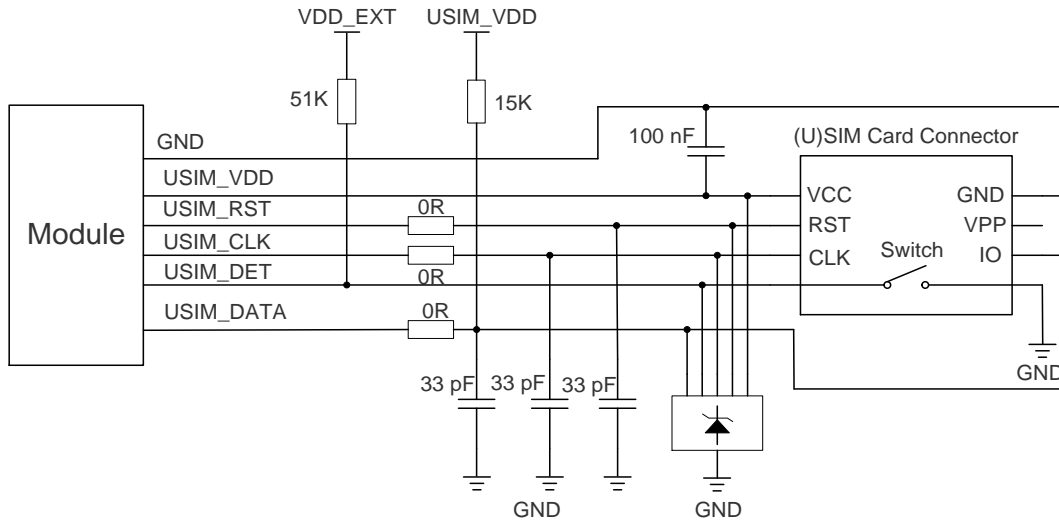 VDD_EXT
USIM_VDD
51K
15K
100 nF
(U)SIM Card Connector
Module
GND
USIM_VDD
USIM_RST
USIM_CLK
USIM_DET
USIM_DATA
0R
0R
0R
VCC
RST
CLK
GND
VPP
IO
Switch
GND
33 pF
33 pF
33 pF
GND
GND